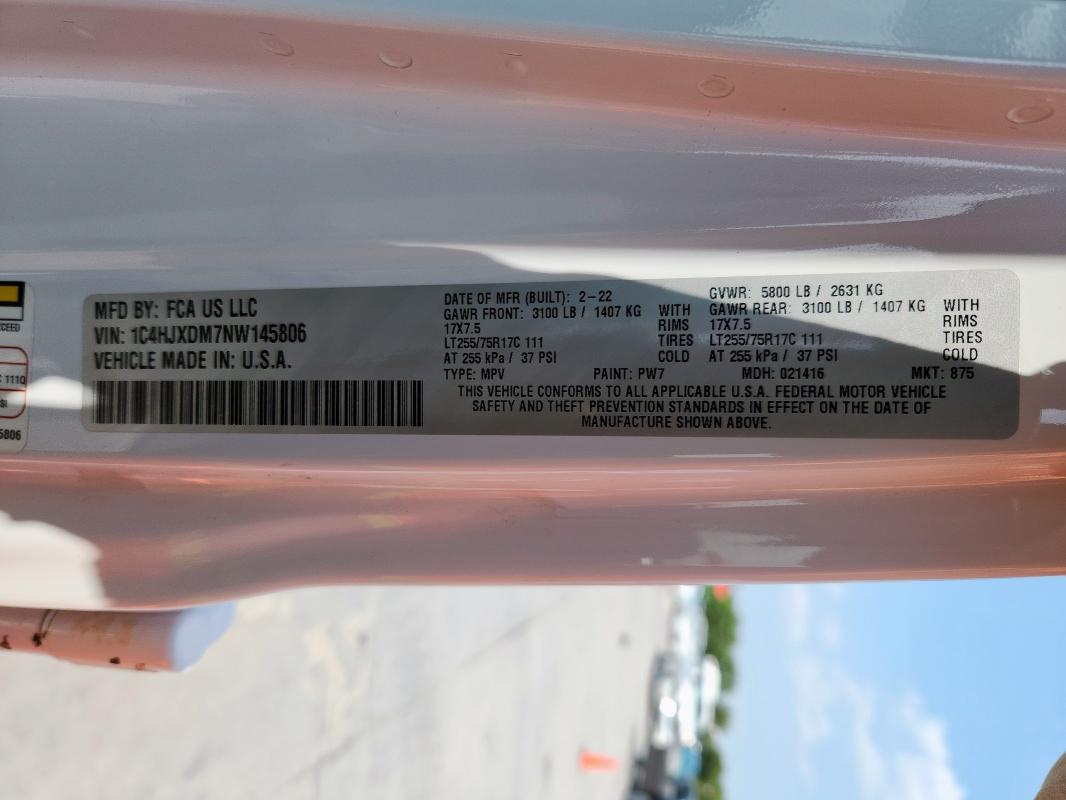 MFD BY: FCA US LLC
VIN: 1C4HJXDM7NW145806
VEHICLE MADE IN: U.S.A.
DATE OF MFR (BUILT): 2-22
GAWR FRONT: 3100 LB / 1407 KG WITH
17X7.5 RIMS
LT255/75R17C 111 TIRES
AT 255 kPa / 37 PSI COLD
GVWR: 5800 LB / 2631 KG
GAWR REAR: 3100 LB / 1407 KG WITH
17X7.5 RIMS
LT255/75R17C 111 TIRES
AT 255 kPa / 37 PSI COLD
TYPE: MPV PAINT: PW7 MDH: 021416 MKT: 875
THIS VEHICLE CONFORMS TO ALL APPLICABLE U.S.A. FEDERAL MOTOR VEHICLE
SAFETY AND THEFT PREVENTION STANDARDS IN EFFECT ON THE DATE OF
MANUFACTURE SHOWN ABOVE.
5806